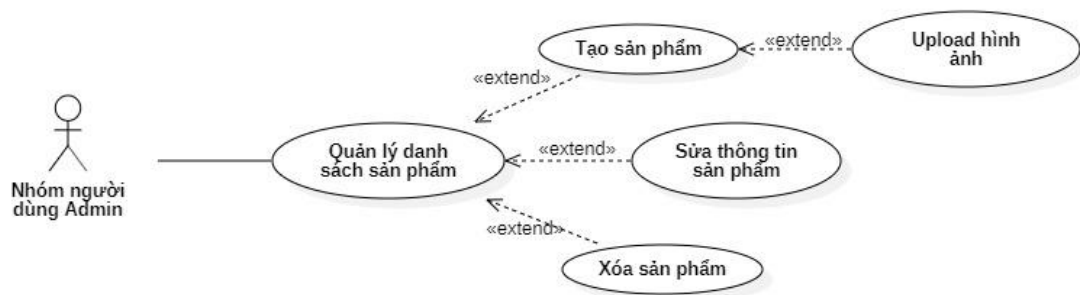 Tạo sản phẩm
«extend»
Upload hình
ảnh
«extend»
Quản lý danh
sách sản phẩm
«extend»
Sửa thông tin
sản phẩm
Nhóm người
dùng Admin
«extend»
Xóa sản phẩm